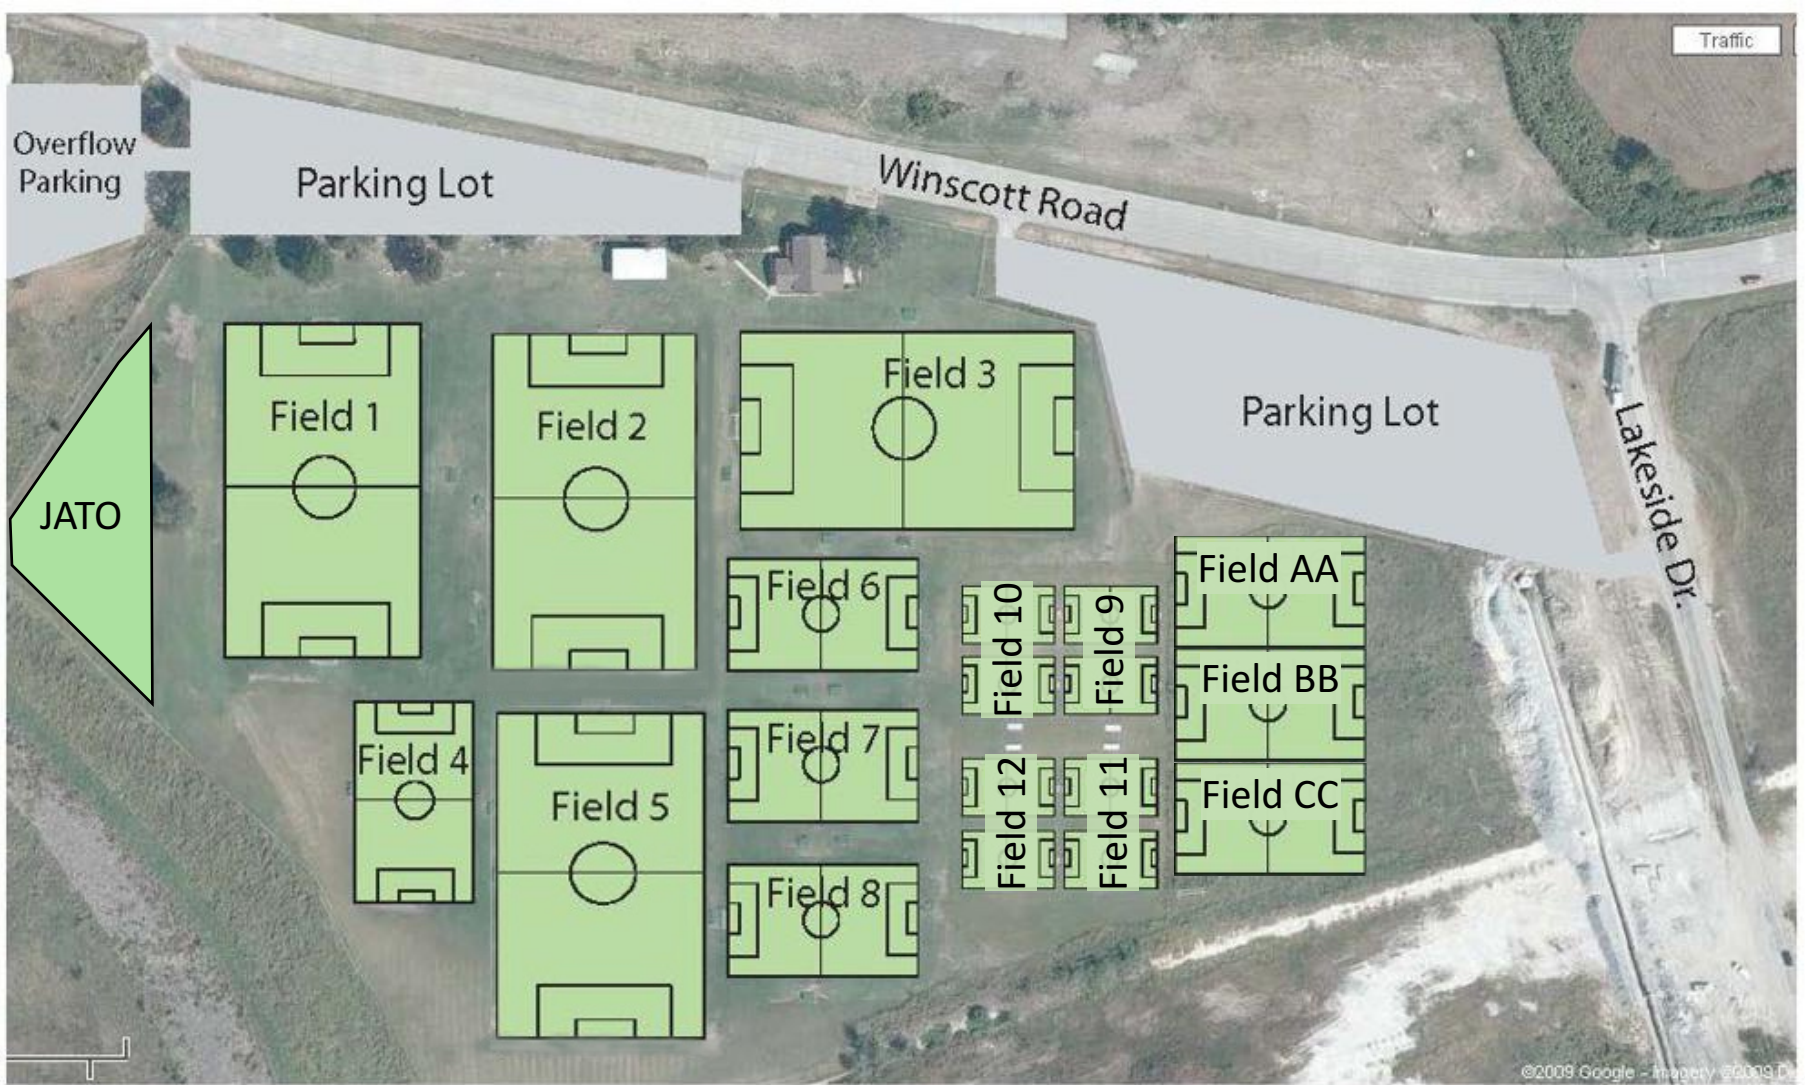 Traffic
Overflow
Parking
Parking Lot
Winscott Road
Field 1
Field 2
Field 3
Parking Lot
Lakeside Dr.
JATO
Field 6
Field 10
Field 9
Field AA
Field BB
Field 4
Field 5
Field 7
Field 12
Field 11
Field CC
Field 8
©2009 Google - Imagery ©2009